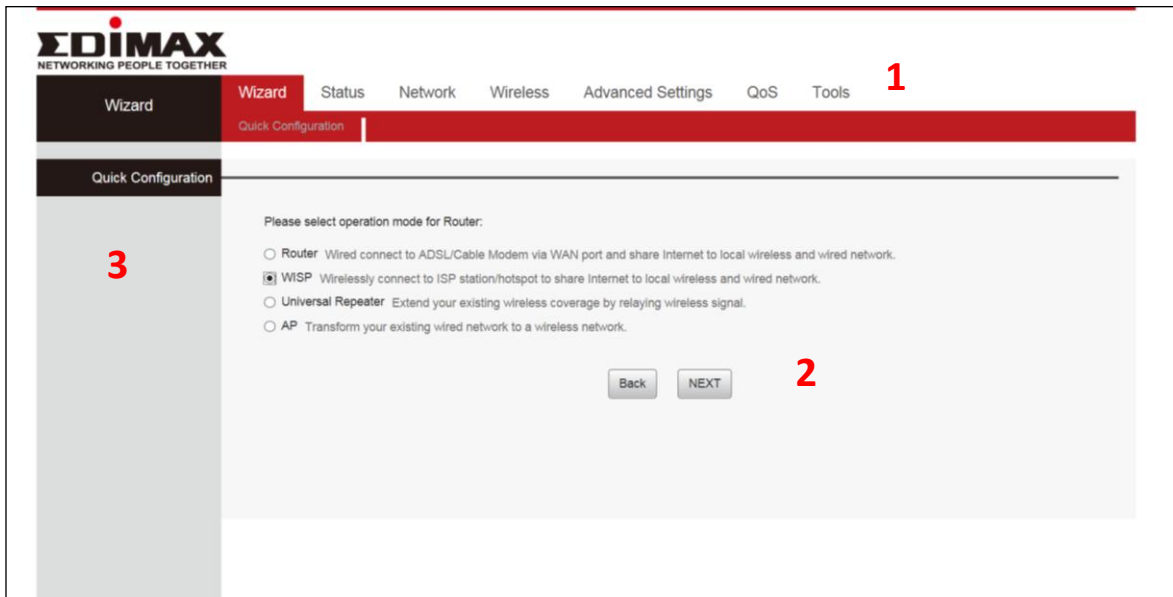 ΣDiMAX
NETWORKING PEOPLE TOGETHER
Wizard
Wizard Status Network Wireless Advanced Settings QoS Tools 1
Quick Configuration
Quick Configuration
3
Please select operation mode for Router:
Router Wired connect to ADSL/Cable Modem via WAN port and share Internet to local wireless and wired network.
WISP Wirelessly connect to ISP station/hotspot to share Internet to local wireless and wired network.
Universal Repeater Extend your existing wireless coverage by relaying wireless signal.
AP Transform your existing wired network to a wireless network.
Back NEXT 2